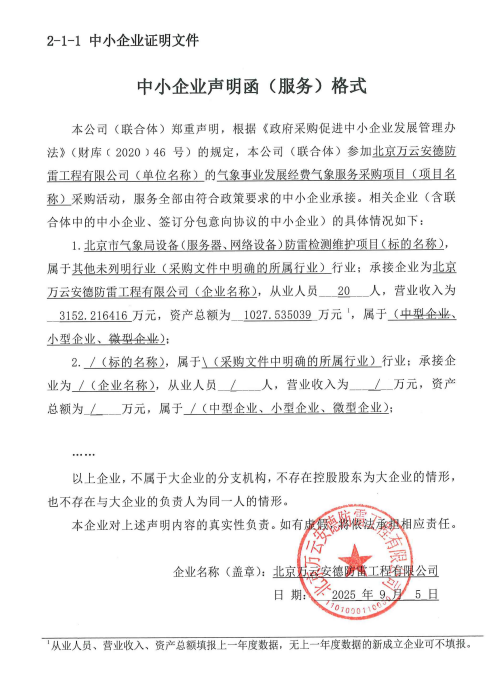 2-1-1 中小企业证明文件
中小企业声明函（服务）格式
本公司（联合体）郑重声明，根据《政府采购促进中小企业发展管理办
法》（财库﹝2020﹞46 号）的规定，本公司（联合体）参加北京万云安德防
雷工程有限公司（单位名称）的气象事业发展经费气象服务采购项目（项目名
称）采购活动，服务全部由符合政策要求的中小企业承接。相关企业（含联
合体中的中小企业、签订分包意向协议的中小企业）的具体情况如下：
1.北京市气象局设备（服务器、网络设备）防雷检测维护项目（标的名称），
属于其他未列明行业（采购文件中明确的所属行业）行业；承接企业为北京
万云安德防雷工程有限公司（企业名称），从业人员 20 人，营业收入为
3152.216416 万元，资产总额为 1027.535039 万元¹，属于（中型企业、
小型企业、微型企业）；
2. /（标的名称），属于\（采购文件中明确的所属行业）行业；承接企
业为 /（企业名称），从业人员 / 人，营业收入为 / 万元，资产
总额为 / 万元，属于 /（中型企业、小型企业、微型企业）；
……
以上企业，不属于大企业的分支机构，不存在控股股东为大企业的情形，
也不存在与大企业的负责人为同一人的情形。
本企业对上述声明内容的真实性负责。如有虚假，将依法承担相应责任。
企业名称（盖章）：北京万云安德防雷工程有限公司
日 期： 2025 年 9 月 5 日
北京万云安德防雷工程有限公司
¹从业人员、营业收入、资产总额填报上一年度数据，无上一年度数据的新成立企业可不填报。